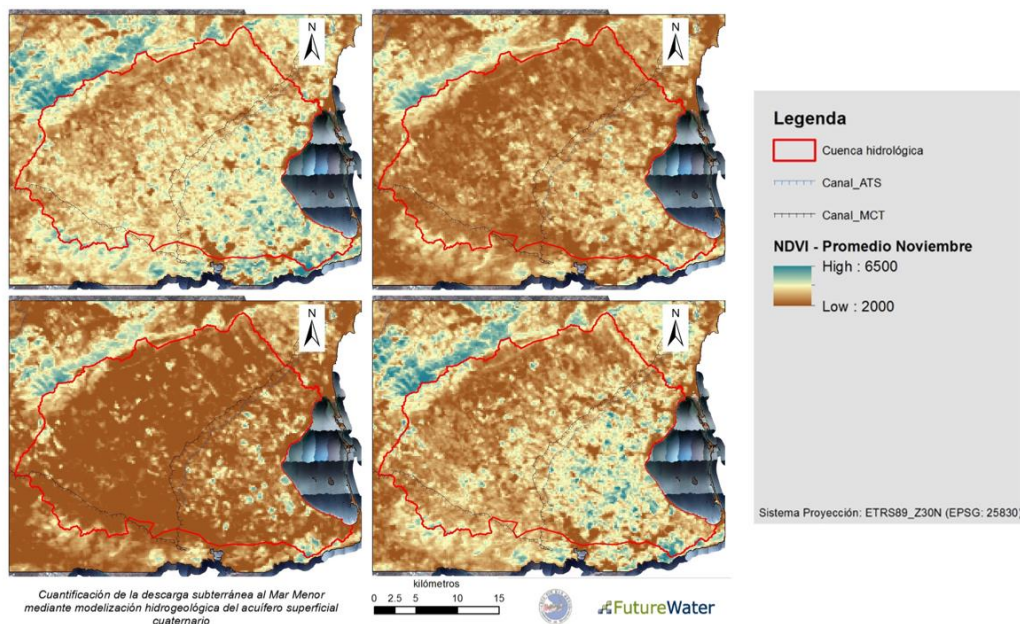 N
N
N
N
Legenda
Cuenca hidrológica
Canal_ATS
Canal_MCT
NDVI - Promedio Noviembre
High : 6500
Low : 2000
Sistema Proyección: ETRS89_Z30N (EPSG: 25830)
Cuantificación de la descarga subterránea al Mar Menor
mediante modelización hidrogeológica del acuífero superficial
cuaternario
kilómetros
0 2.5 5 10 15
FutureWater